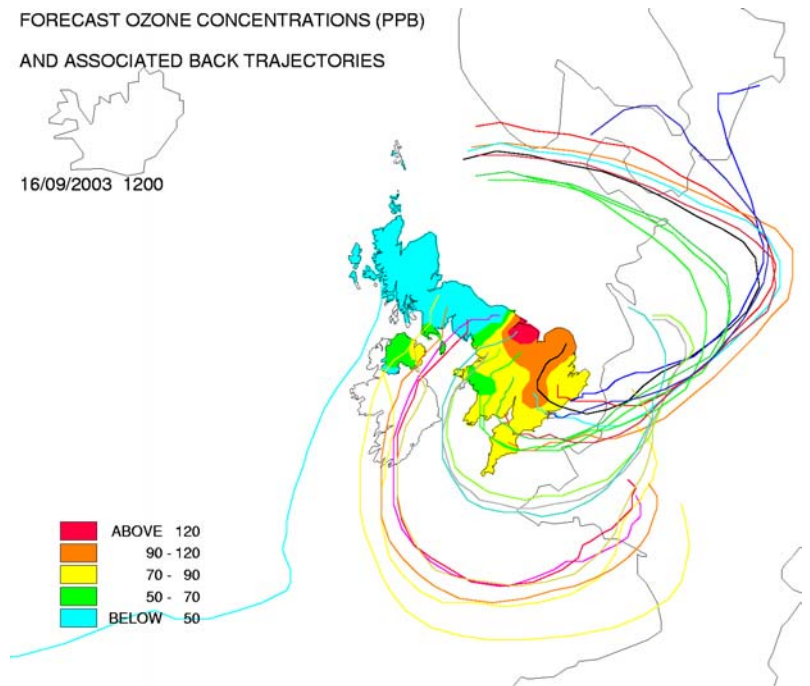 FORECAST OZONE CONCENTRATIONS (PPB)
AND ASSOCIATED BACK TRAJECTORIES
16/09/2003 1200
ABOVE 120
90 - 120
70 - 90
50 - 70
BELOW 50